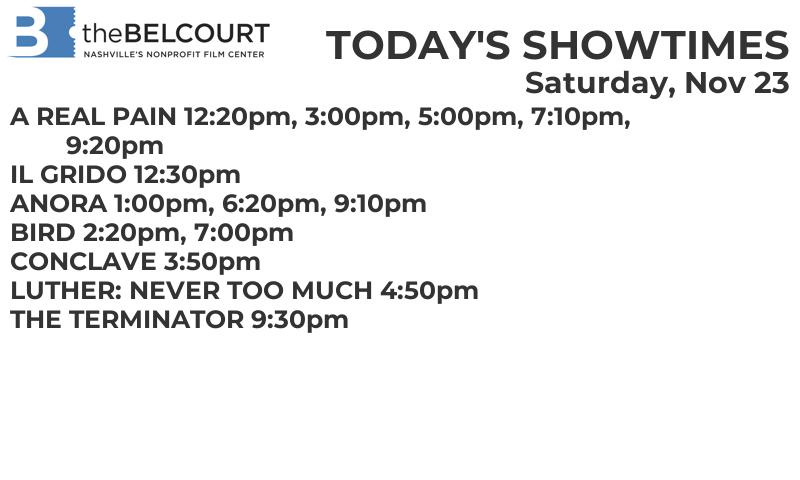 B theBELCOURT
NASHVILLE'S NONPROFIT FILM CENTER
TODAY'S SHOWTIMES
Saturday, Nov 23
A REAL PAIN 12:20pm, 3:00pm, 5:00pm, 7:10pm,
9:20pm
IL GRIDO 12:30pm
ANORA 1:00pm, 6:20pm, 9:10pm
BIRD 2:20pm, 7:00pm
CONCLAVE 3:50pm
LUTHER: NEVER TOO MUCH 4:50pm
THE TERMINATOR 9:30pm